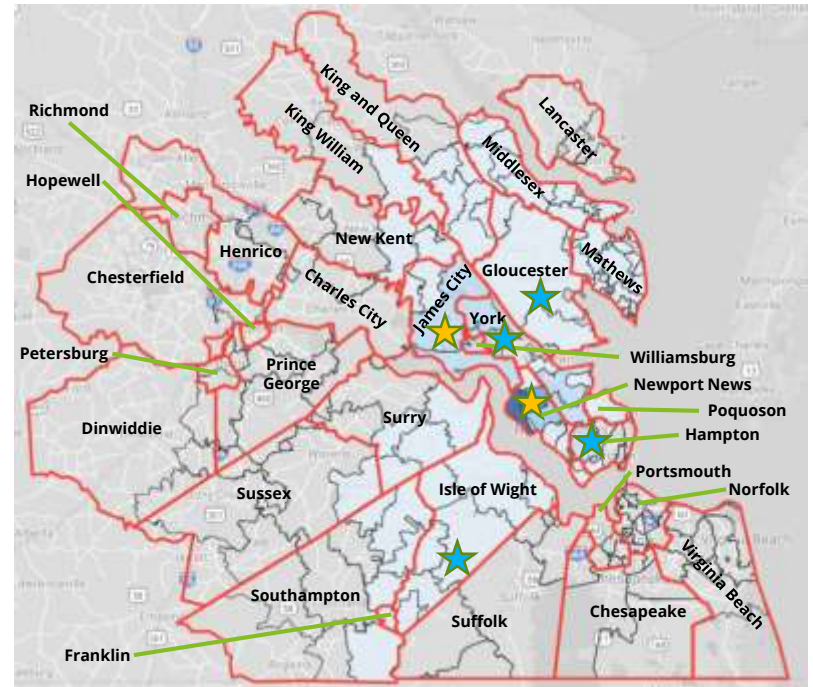 King and Queen
Richmond
King William
Lancaster
Middlesex
Hopewell
Henrico
New Kent
Mathews
Chesterfield
Charles City
James City
Gloucester
York
Petersburg
Prince
George
Williamsburg
Newport News
Poquoson
Dinwiddie
Surry
Hampton
Portsmouth
Sussex
Isle of Wight
Norfolk
Virginia Beach
Southampton
Chesapeake
Suffolk
Franklin